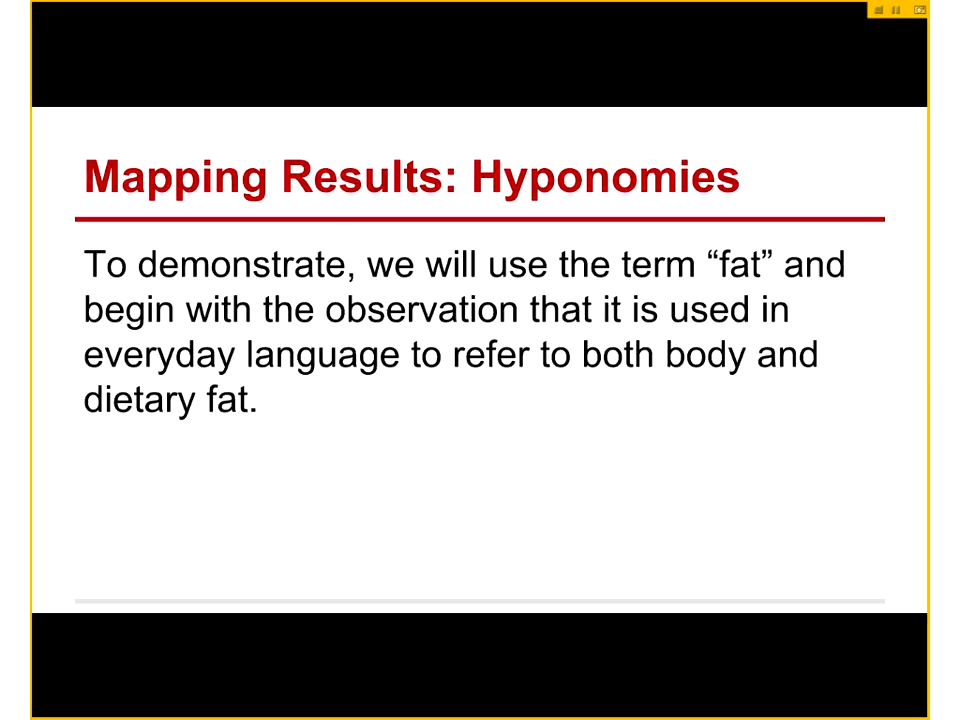 Mapping Results: Hyponomies
To demonstrate, we will use the term “fat” and
begin with the observation that it is used in
everyday language to refer to both body and
dietary fat.